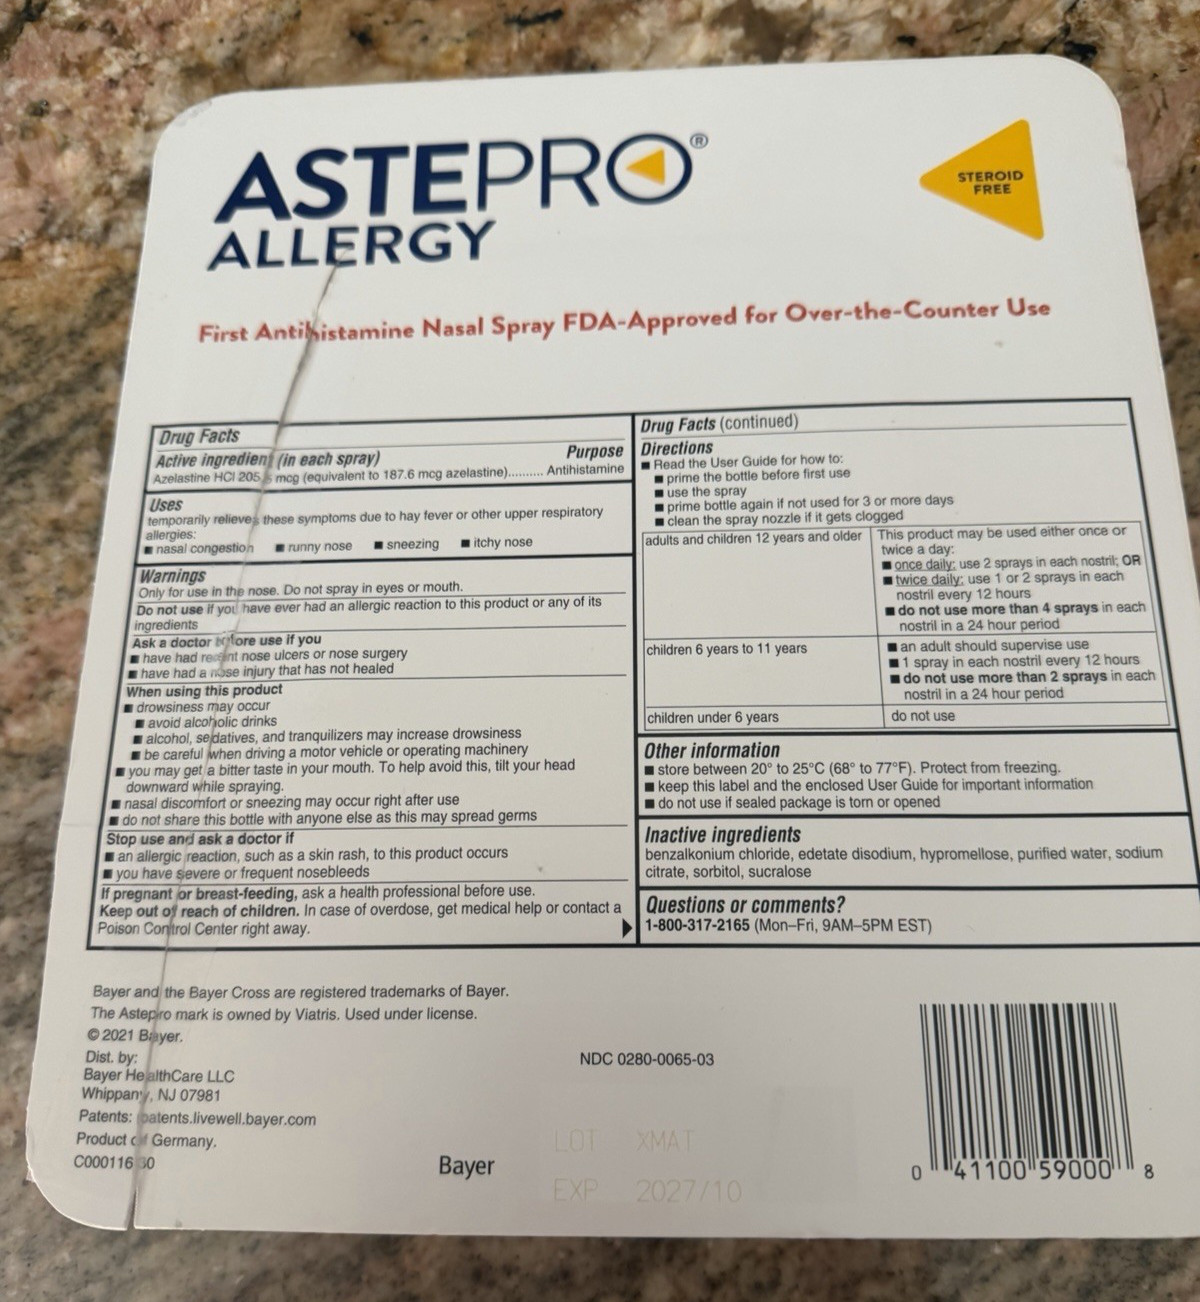 ASTEPRO®
ALLERGY
STEROID
FREE
First Antihistamine Nasal Spray FDA-Approved for Over-the-Counter Use
Drug Facts
Active ingredient (in each spray) Purpose
Azelastine HCl 205.5 mcg (equivalent to 187.6 mcg azelastine).......... Antihistamine
Uses
temporarily relieves these symptoms due to hay fever or other upper respiratory
allergies:
■ nasal congestion ■ runny nose ■ sneezing ■ itchy nose
Warnings
Only for use in the nose. Do not spray in eyes or mouth.
Do not use if you have ever had an allergic reaction to this product or any of its
ingredients
Ask a doctor before use if you
■ have had recent nose ulcers or nose surgery
■ have had a nose injury that has not healed
When using this product
■ drowsiness may occur
■ avoid alcoholic drinks
■ alcohol, sedatives, and tranquilizers may increase drowsiness
■ be careful when driving a motor vehicle or operating machinery
■ you may get a bitter taste in your mouth. To help avoid this, tilt your head
downward while spraying.
■ nasal discomfort or sneezing may occur right after use
■ do not share this bottle with anyone else as this may spread germs
Stop use and ask a doctor if
■ an allergic reaction, such as a skin rash, to this product occurs
■ you have severe or frequent nosebleeds
If pregnant or breast-feeding, ask a health professional before use.
Keep out of reach of children. In case of overdose, get medical help or contact a
Poison Control Center right away.
Drug Facts (continued)
Directions
■ Read the User Guide for how to:
■ prime the bottle before first use
■ use the spray
■ prime bottle again if not used for 3 or more days
■ clean the spray nozzle if it gets clogged
adults and children 12 years and older
This product may be used either once or
twice a day:
■ once daily: use 2 sprays in each nostril; OR
■ twice daily: use 1 or 2 sprays in each
nostril every 12 hours
■ do not use more than 4 sprays in each
nostril in a 24 hour period
children 6 years to 11 years
■ an adult should supervise use
■ 1 spray in each nostril every 12 hours
■ do not use more than 2 sprays in each
nostril in a 24 hour period
children under 6 years
do not use
Other information
■ store between 20° to 25°C (68° to 77°F). Protect from freezing.
■ keep this label and the enclosed User Guide for important information
■ do not use if sealed package is torn or opened
Inactive ingredients
benzalkonium chloride, edetate disodium, hypromellose, purified water, sodium
citrate, sorbitol, sucralose
Questions or comments?
1-800-317-2165 (Mon–Fri, 9AM–5PM EST)
Bayer and the Bayer Cross are registered trademarks of Bayer.
The Astepro mark is owned by Viatris. Used under license.
© 2021 Bayer.
Dist. by:
Bayer HealthCare LLC
Whippany, NJ 07981
Patents: patents.livewell.bayer.com
Product of Germany.
Bayer
NDC 0280-0065-03
LOT XMAT
EXP 2027/10
0 41100 59000 8